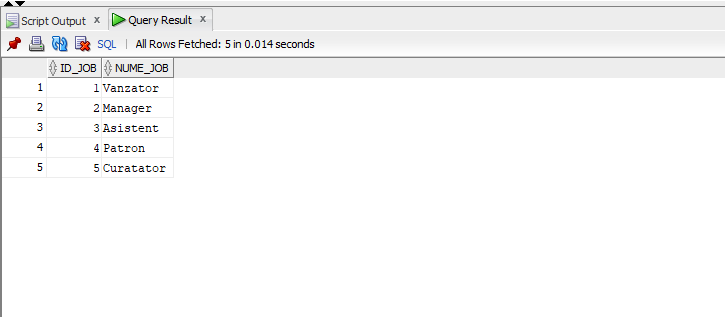 Script Output x Query Result x
SQL | All Rows Fetched: 5 in 0.014 seconds
ID_JOB NUME_JOB
1 1 Vanzator
2 2 Manager
3 3 Asistent
4 4 Patron
5 5 Curatator